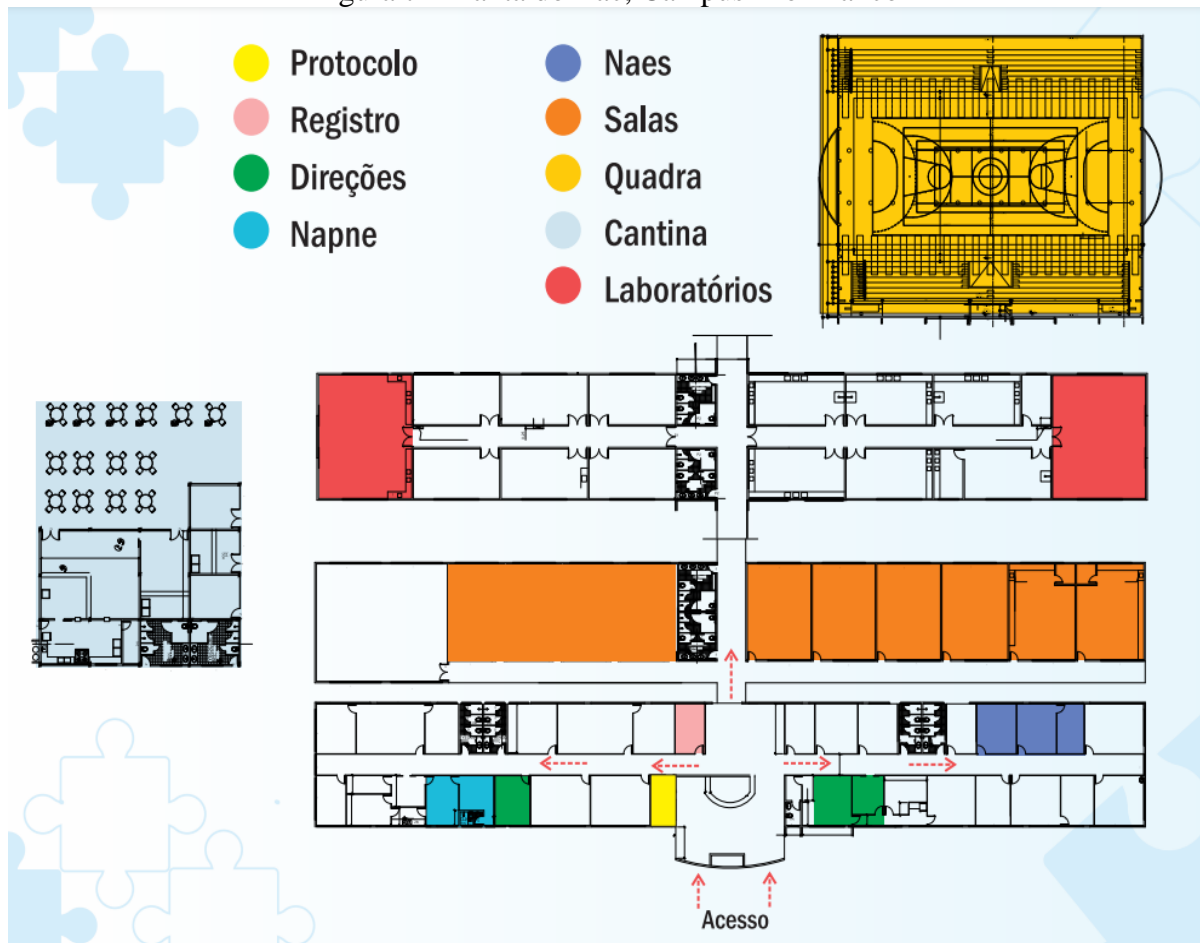 Protocolo
Registro
Direções
Napne
Naes
Salas
Quadra
Cantina
Laboratórios
Acesso